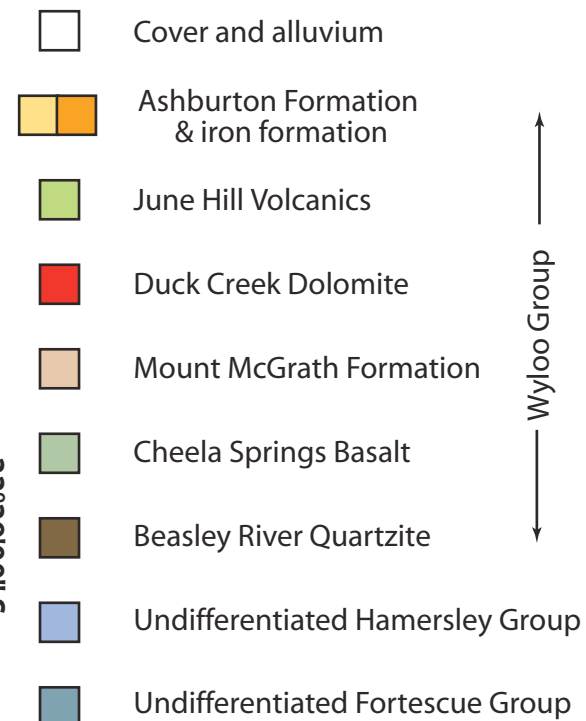 Cover and alluvium
Ashburton Formation
& iron formation
June Hill Volcanics
Duck Creek Dolomite
Mount McGrath Formation
Cheela Springs Basalt
Beasley River Quartzite
Undifferentiated Hamersley Group
Undifferentiated Fortescue Group
Wyloo Group